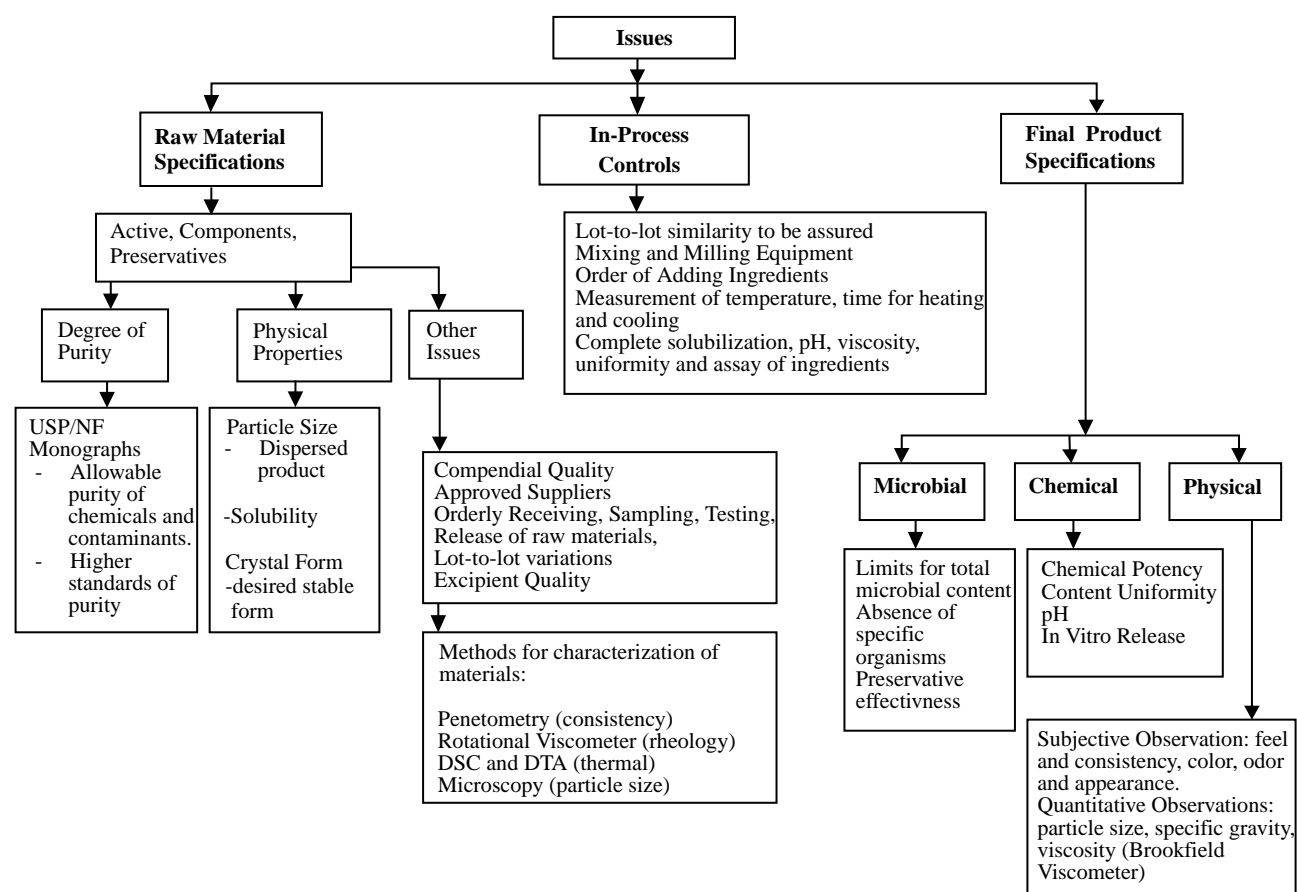 Issues
Raw Material
Specifications
In-Process
Controls
Final Product
Specifications
Active, Components,
Preservatives
Lot-to-lot similarity to be assured
Mixing and Milling Equipment
Order of Adding Ingredients
Measurement of temperature, time for heating
and cooling
Complete solubilization, pH, viscosity,
uniformity and assay of ingredients
Degree of
Purity
Physical
Properties
Other
Issues
USP/NF
Monographs
- Allowable
purity of
chemicals and
contaminants.
- Higher
standards of
purity
Particle Size
- Dispersed
product
-Solubility
Crystal Form
-desired stable
form
Compendial Quality
Approved Suppliers
Orderly Receiving, Sampling, Testing,
Release of raw materials,
Lot-to-lot variations
Excipient Quality
Methods for characterization of
materials:
Penetometry (consistency)
Rotational Viscometer (rheology)
DSC and DTA (thermal)
Microscopy (particle size)
Microbial
Chemical
Physical
Limits for total
microbial content
Absence of
specific
organisms
Preservative
effectivness
Chemical Potency
Content Uniformity
pH
In Vitro Release
Subjective Observation: feel
and consistency, color, odor
and appearance.
Quantitative Observations:
particle size, specific gravity,
viscosity (Brookfield
Viscometer)